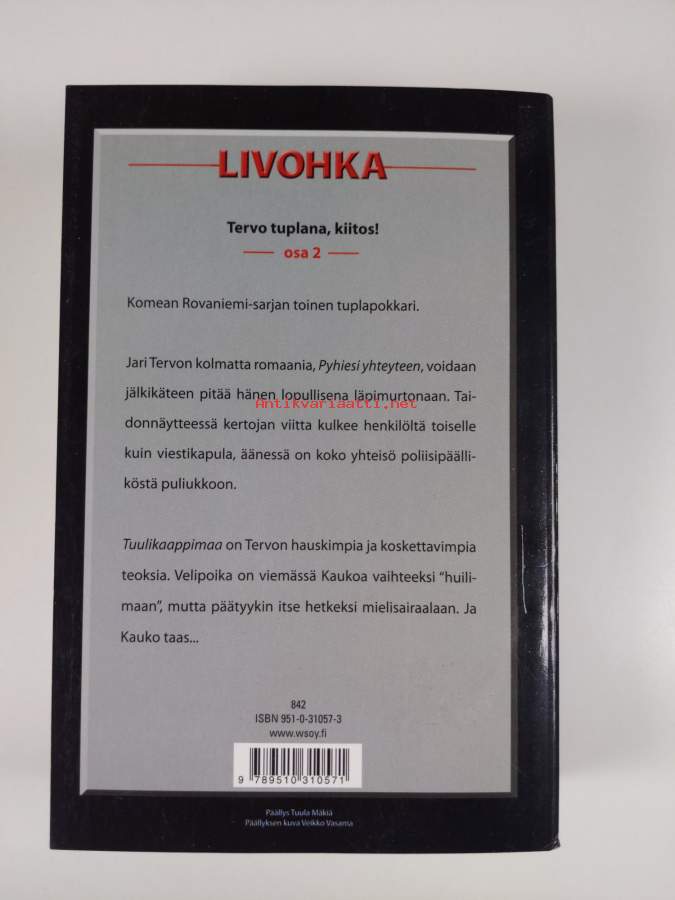 LIVOHKA
Tervo tuplana, kiitos!
osa 2
Komean Rovaniemi-sarjan toinen tuplapokkari.
Jari Tervon kolmatta romaania, Pyhiesi yhteyteen, voidaan
jälkikäteen pitää hänen lopullisena läpimurtonaan. Tai-
Antikvariaatti.net
donnäytteessä kertojan viitta kulkee henkilöltä toiselle
kuin viestikapula, äänessä on koko yhteisö poliisipäälli-
köstä puliukkoon.
Tuulikaappimaa on Tervon hauskimpia ja koskettavimpia
teoksia. Velipoika on viemässä Kaukoa vaihteeksi "huili-
maan", mutta päätyykin itse hetkeksi mielisairaalaan. Ja
Kauko taas...
842
ISBN 951-0-31057-3
www.wsoy.fi
9 789510 310571
Päällys Tuula Mäkiä
Päällyksen kuva Veikko Vasama